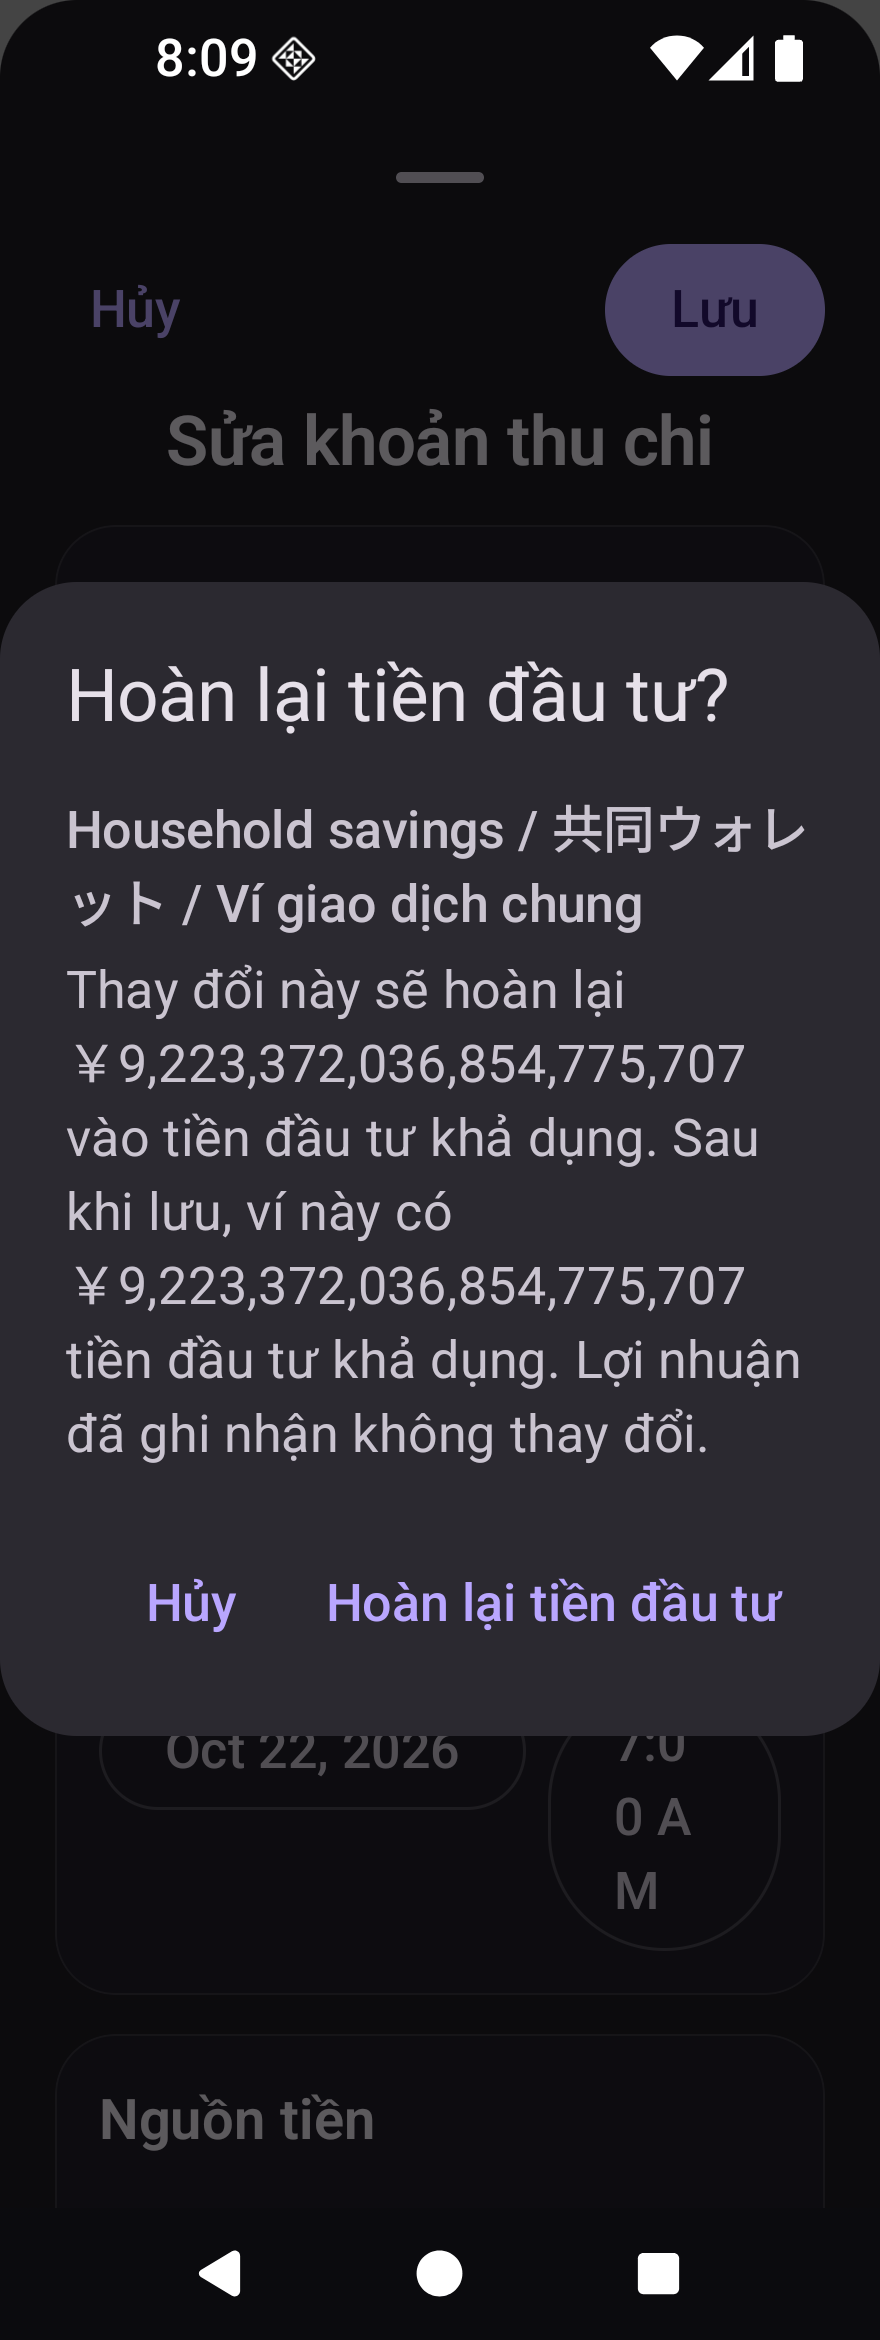 8:09
Hủy
Lưu
Sửa khoản thu chi
Hoàn lại tiền đầu tư?
Household savings / 共同ウォレ
ット / Ví giao dịch chung
Thay đổi này sẽ hoàn lại
￥9,223,372,036,854,775,707
vào tiền đầu tư khả dụng. Sau
khi lưu, ví này có
￥9,223,372,036,854,775,707
tiền đầu tư khả dụng. Lợi nhuận
đã ghi nhận không thay đổi.
Hủy
Hoàn lại tiền đầu tư
Oct 22, 2026
7:0
0 A
M
Nguồn tiền